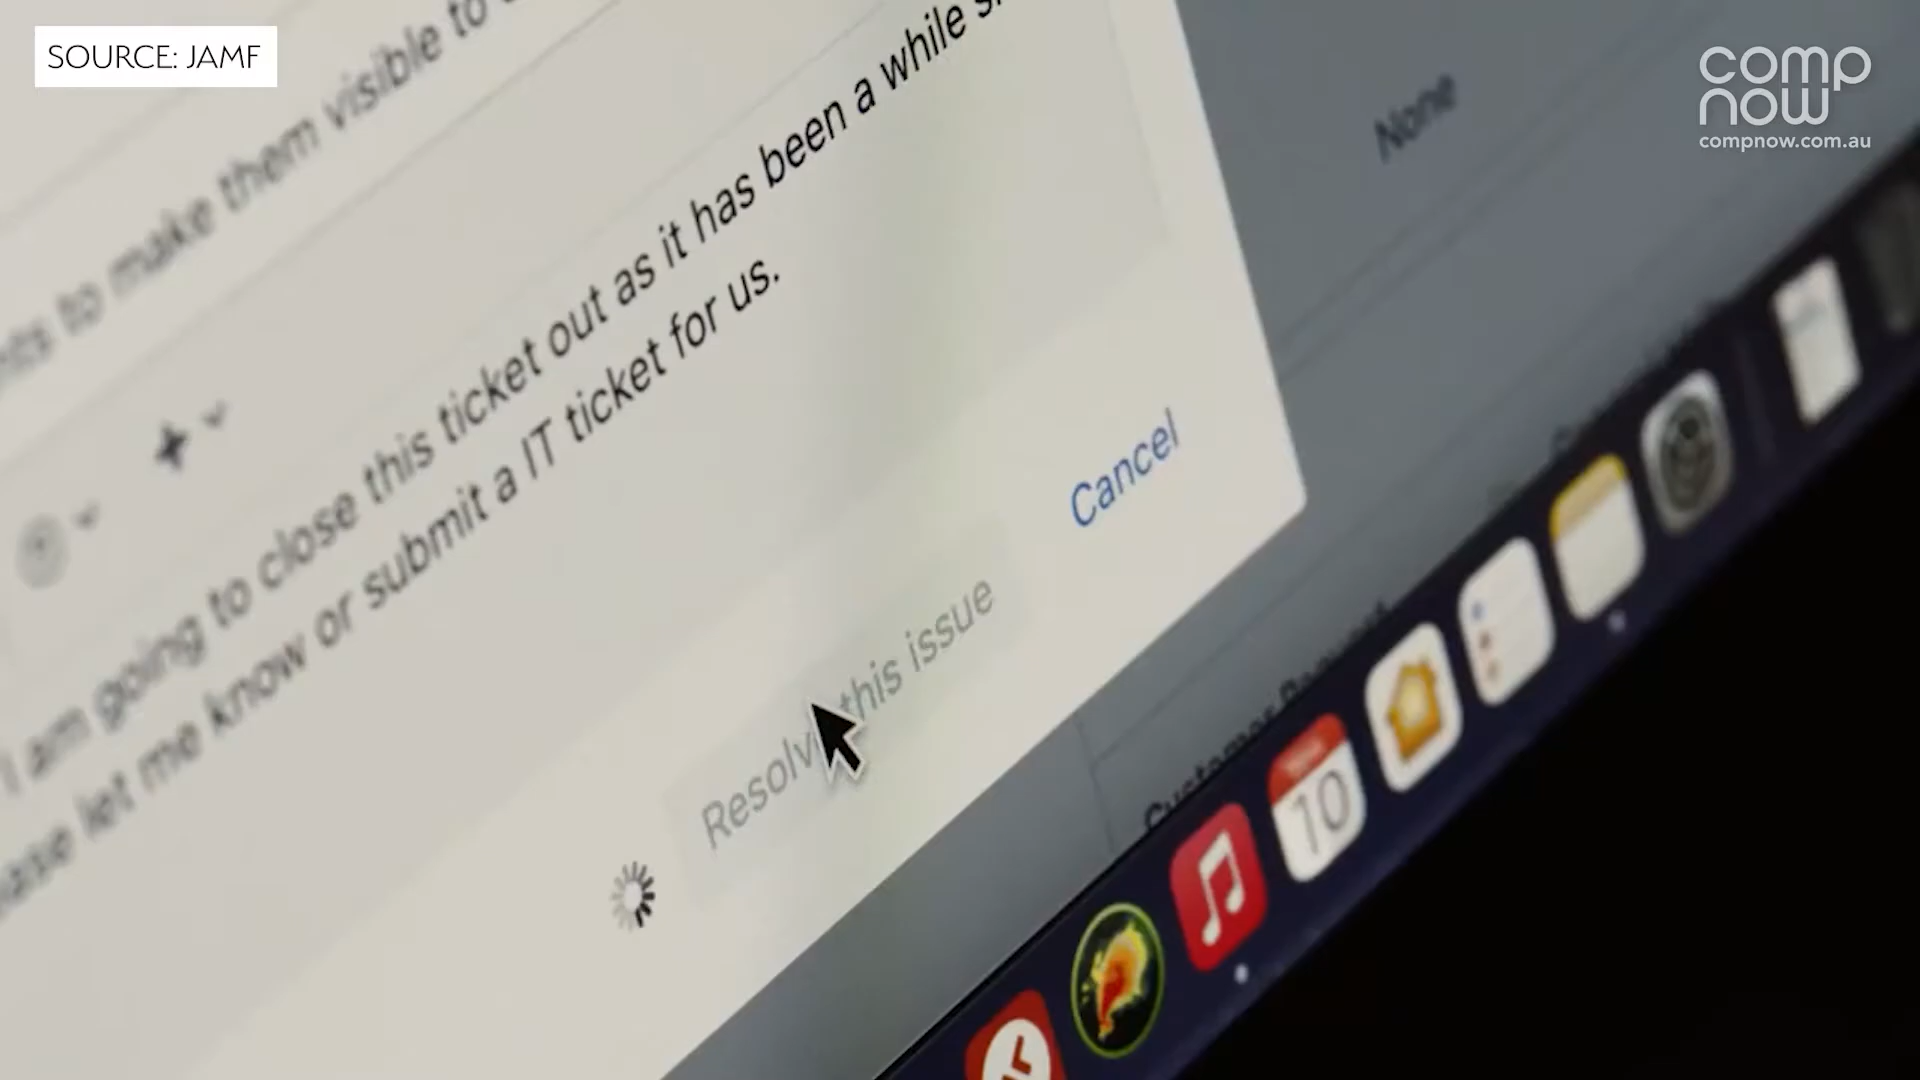 SOURCE: JAMF
comp
now
compnow.com.au
to make them visible to
None
I am going to close this ticket out as it has been a while
let me know or submit a IT ticket for us.
Cancel
this issue
Customer
10